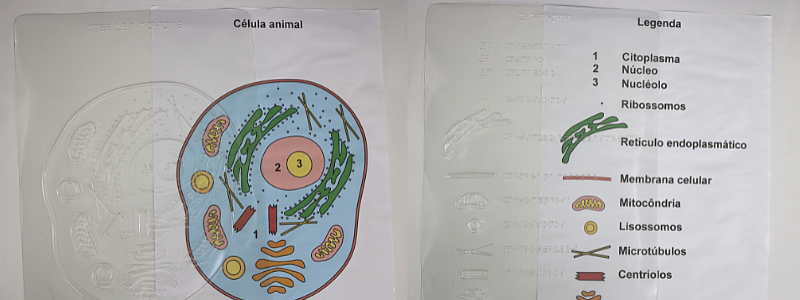 Célula animal
2
3
1
Legenda
1 Citoplasma
2 Núcleo
3 Nucléolo
Ribossomos
Retículo endoplasmático
Membrana celular
Mitocôndria
Lisossomos
Microtúbulos
Centríolos